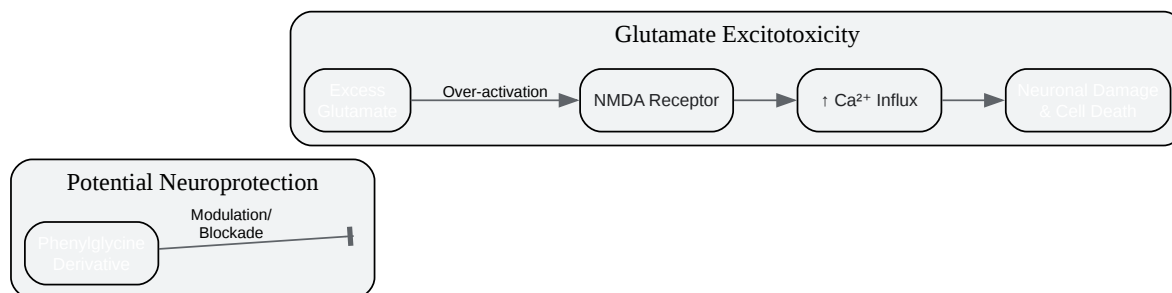 Glutamate Excitotoxicity
Excess
Glutamate
Over-activation
NMDA Receptor
↑ Ca²⁺ Influx
Neuronal Damage
& Cell Death
Potential Neuroprotection
Phenylglycine
Derivative
Modulation/
Blockade